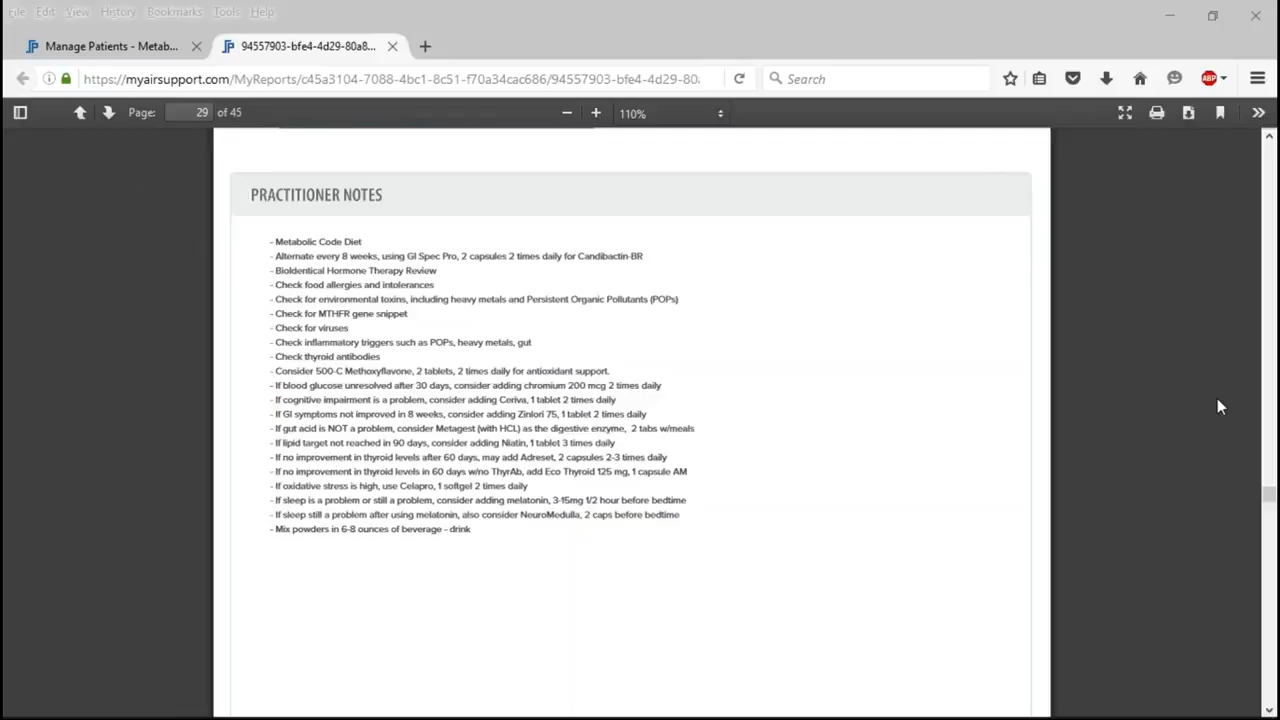 File Edit View History Bookmarks Tools Help
Manage Patients - Metab... 94557903-bfe4-4d29-80a8...
https://myairsupport.com/MyReports/c45a3104-7088-4bc1-8c51-f70a34cac686/94557903-bfe4-4d29-80 Search ABP
Page: 29 of 45 110%
PRACTITIONER NOTES
- Metabolic Code Diet
- Alternate every 8 weeks, using GI Spec Pro, 2 capsules 2 times daily for Candibactin-BR
- BioIdentical Hormone Therapy Review
- Check food allergies and intolerances
- Check for environmental toxins, including heavy metals and Persistent Organic Pollutants (POPs)
- Check for MTHFR gene snippet
- Check for viruses
- Check inflammatory triggers such as POPs, heavy metals, gut
- Check thyroid antibodies
- Consider 500-C Methoxyflavone, 2 tablets, 2 times daily for antioxidant support.
- If blood glucose unresolved after 30 days, consider adding chromium 200 mcg 2 times daily
- If cognitive impairment is a problem, consider adding Ceriva, 1 tablet 2 times daily
- If GI symptoms not improved in 8 weeks, consider adding Zinlori 75, 1 tablet 2 times daily
- If gut acid is NOT a problem, consider Metagest (with HCL) as the digestive enzyme, 2 tabs w/meals
- If lipid target not reached in 90 days, consider adding Niatin, 1 tablet 3 times daily
- If no improvement in thyroid levels after 60 days, may add Adreset, 2 capsules 2-3 times daily
- If no improvement in thyroid levels in 60 days w/no ThyrAb, add Eco Thyroid 125 mg, 1 capsule AM
- If oxidative stress is high, use Celapro, 1 softgel 2 times daily
- If sleep is a problem or still a problem, consider adding melatonin, 3-15mg 1/2 hour before bedtime
- If sleep still a problem after using melatonin, also consider NeuroMedulla, 2 caps before bedtime
- Mix powders in 6-8 ounces of beverage - drink